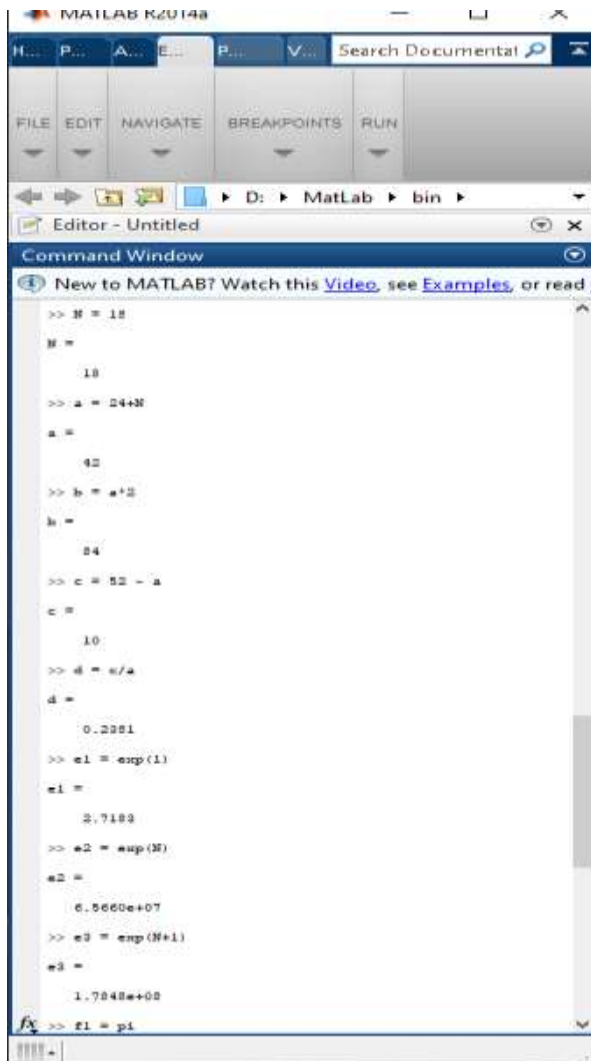 MATLAB R2014a
H... P... A... E... P... V... Search Documentat
FILE EDIT NAVIGATE BREAKPOINTS RUN
D: MatLab bin
Editor - Untitled
Command Window
New to MATLAB? Watch this Video, see Examples, or read
>> N = 18
N =
18
>> a = 24+N
a =
42
>> b = a*2
b =
84
>> c = 52 - a
c =
10
>> d = c/a
d =
0.2381
>> e1 = exp(1)
e1 =
2.7183
>> e2 = exp(N)
e2 =
6.5660e+07
>> e3 = exp(N+1)
e3 =
1.7848e+08
fx >> f1 = pi